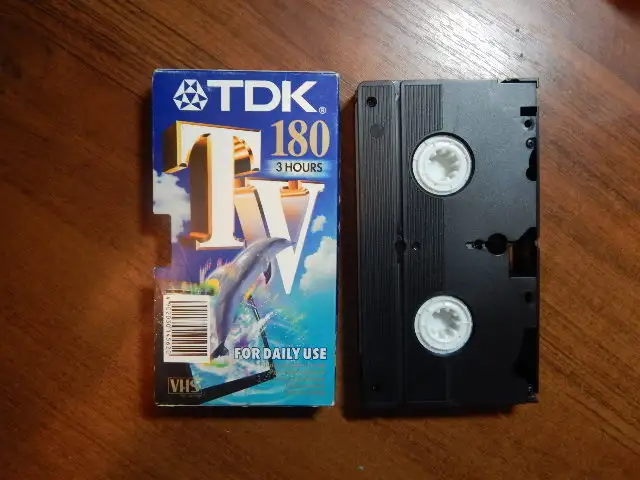 TDK®
180
3 HOURS
TV
FOR DAILY USE
VHS